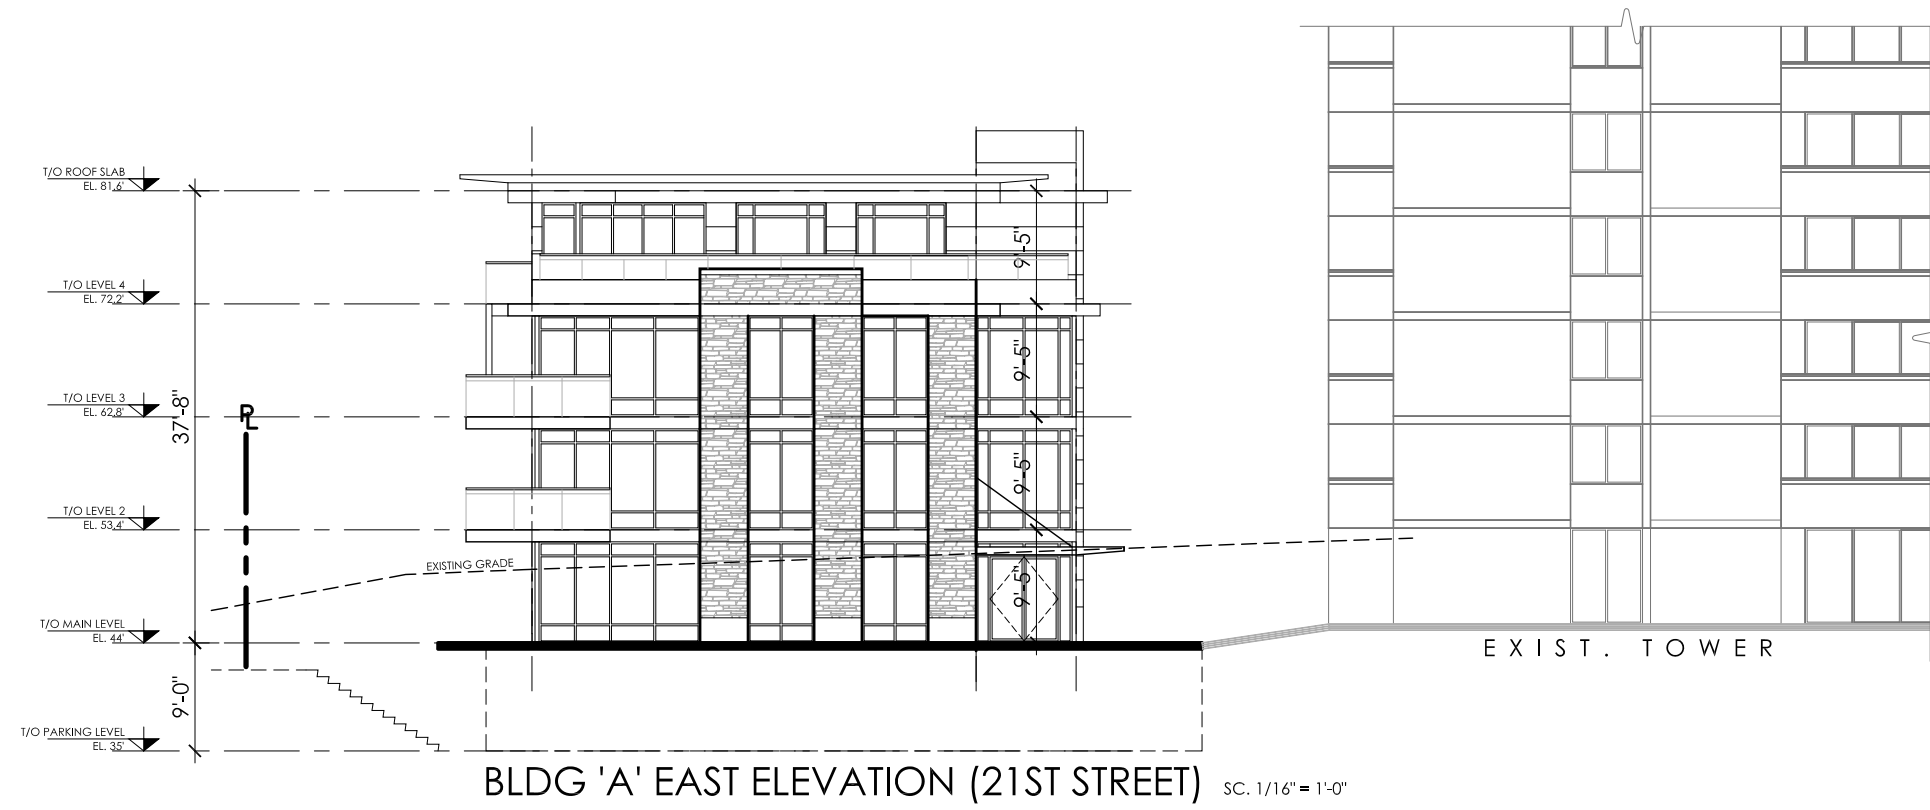 T/O ROOF SLAB
EL. 81.6'
T/O LEVEL 4
EL. 72.2'
T/O LEVEL 3
EL. 62.8'
T/O LEVEL 2
EL. 53.4'
T/O MAIN LEVEL
EL. 44'
T/O PARKING LEVEL
EL. 35'
37'-8"
9'-0"
PL
EXISTING GRADE
9'-5"
9'-5"
9'-5"
9'-5"
EXIST. TOWER
BLDG 'A' EAST ELEVATION (21ST STREET) SC. 1/16" = 1'-0"